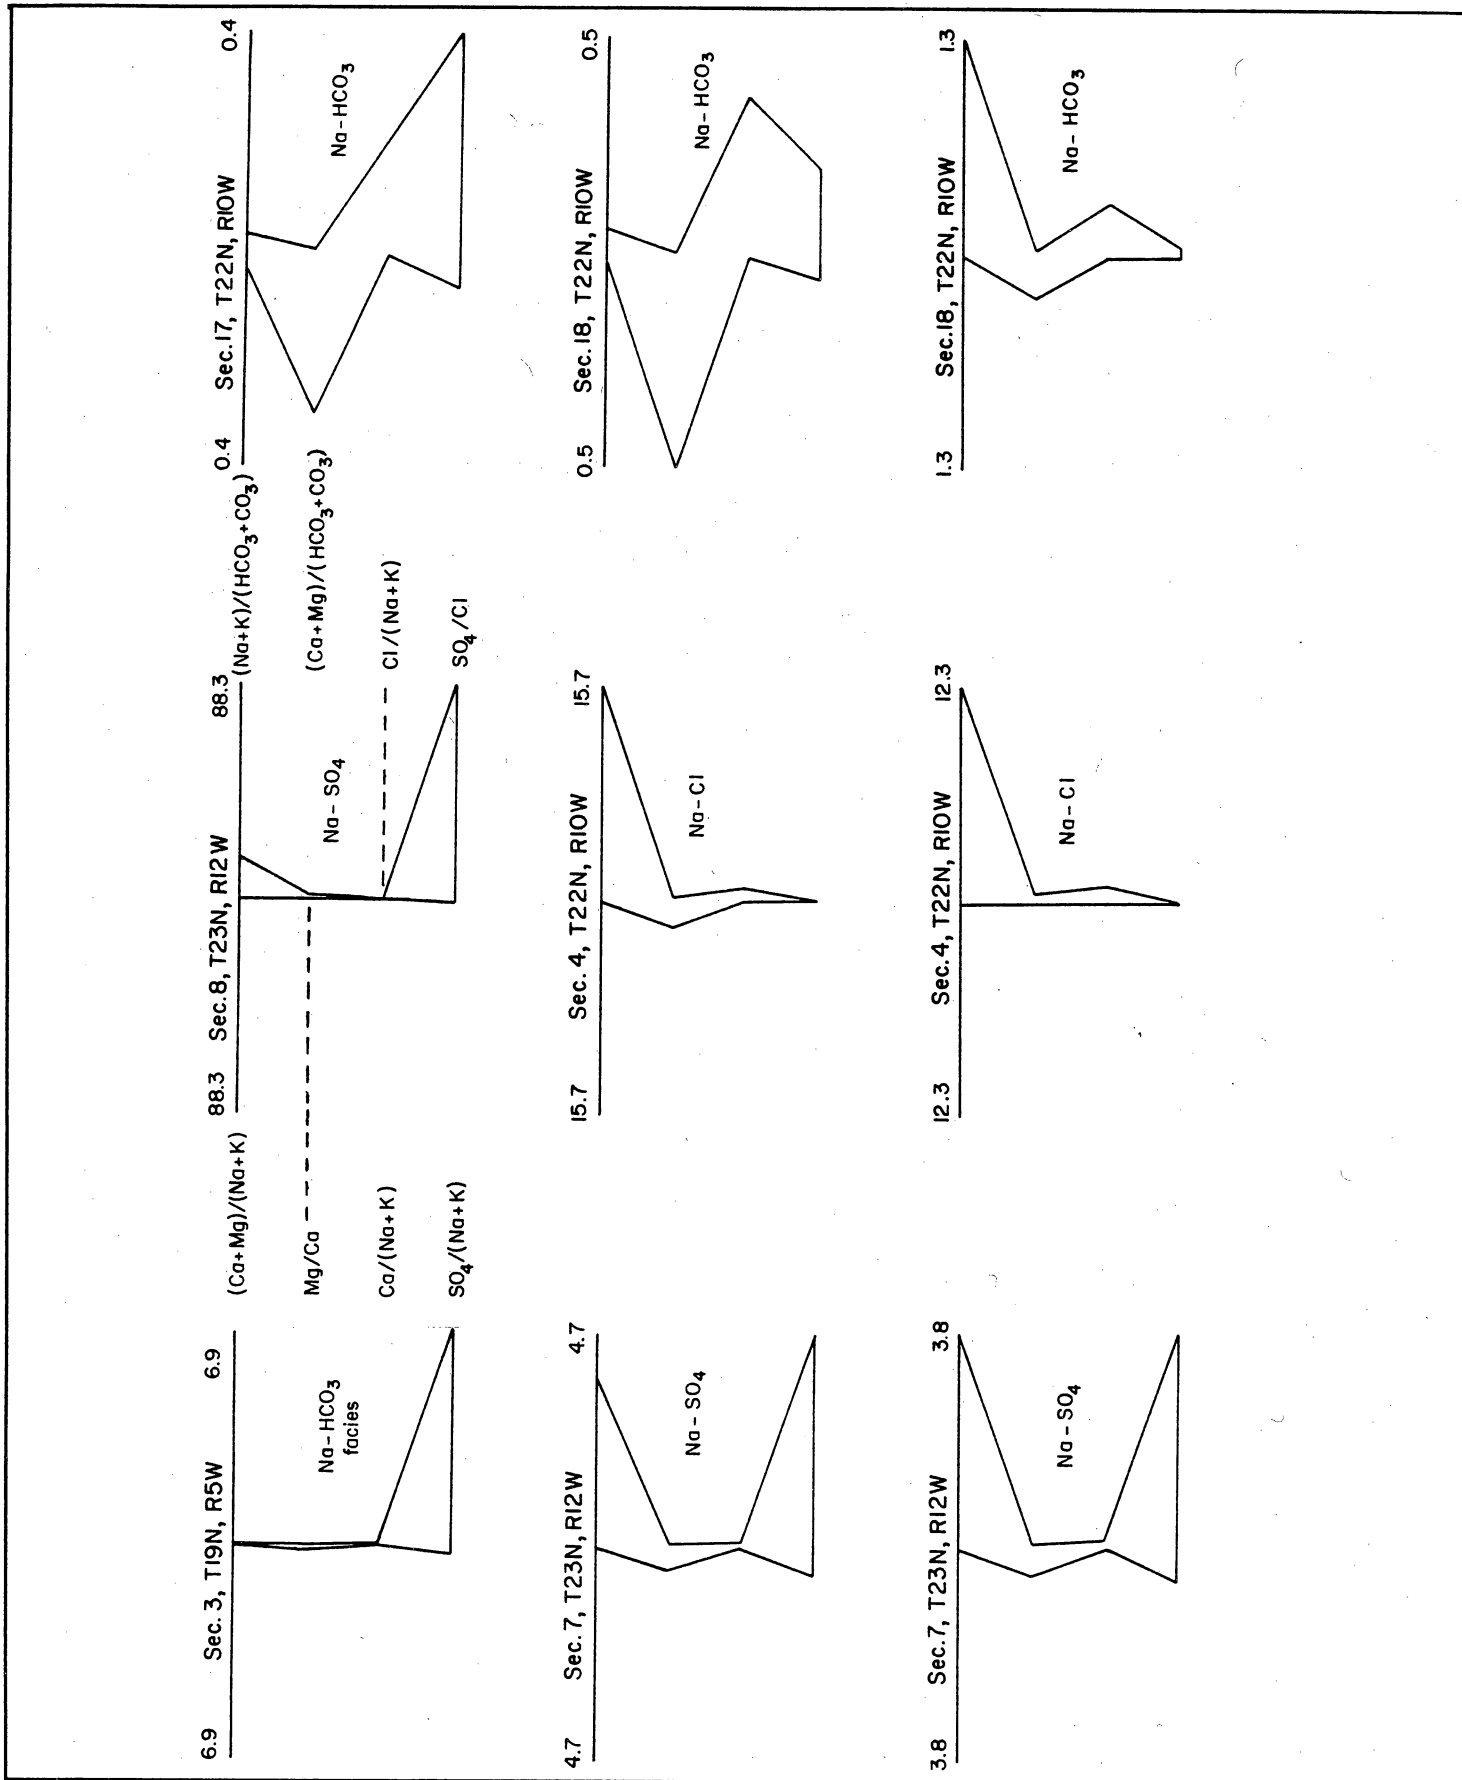 Sec. 3, T19N, R5W
6.9
6.9
Na-HCO3
facies
(Ca+Mg)/(Na+K)
Mg/Ca
Ca/(Na+K)
SO4/(Na+K)
88.3
Sec. 8, T23N, R12W
88.3
Na-SO4
(Na+K)/(HCO3+CO3)
(Ca+Mg)/(HCO3+CO3)
Cl/(Na+K)
SO4/Cl
0.4
Sec. 17, T22N, R10W
0.4
Na-HCO3
4.7
Sec. 7, T23N, R12W
4.7
Na-SO4
15.7
Sec. 4, T22N, R10W
15.7
Na-Cl
0.5
Sec. 18, T22N, R10W
0.5
Na-HCO3
3.8
Sec. 7, T23N, R12W
3.8
Na-SO4
12.3
Sec. 4, T22N, R10W
12.3
Na-Cl
1.3
Sec. 18, T22N, R10W
1.3
Na-HCO3